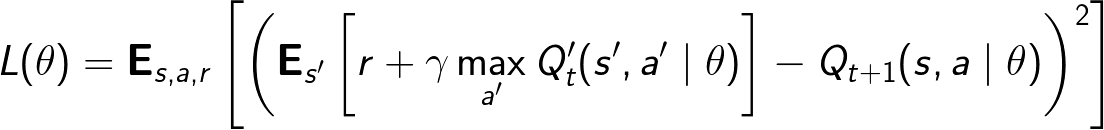 L(θ) = E_{s,a,r} [ ( E_{s'} [ r + γ max_{a'} Q'_t(s', a' | θ) ] − Q_{t+1}(s, a | θ) )^2 ]